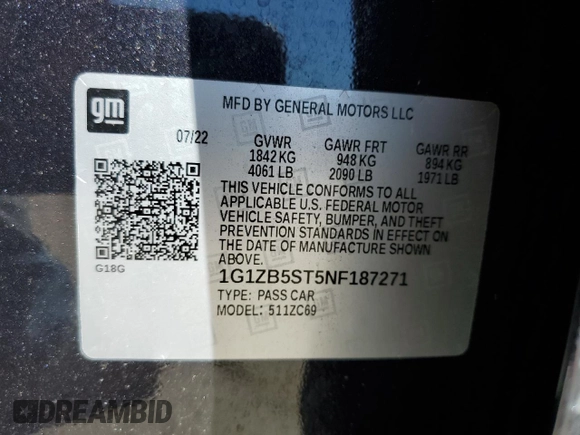 gm
MFD BY GENERAL MOTORS LLC
07/22 GVWR GAWR FRT GAWR RR
1842 KG 948 KG 894 KG
4061 LB 2090 LB 1971 LB
THIS VEHICLE CONFORMS TO ALL
APPLICABLE U.S. FEDERAL MOTOR
VEHICLE SAFETY, BUMPER, AND THEFT
PREVENTION STANDARDS IN EFFECT ON
THE DATE OF MANUFACTURE SHOWN
ABOVE.
G18G
1G1ZB5ST5NF187271
TYPE: PASS CAR
MODEL: 511ZC69
DREAMBID